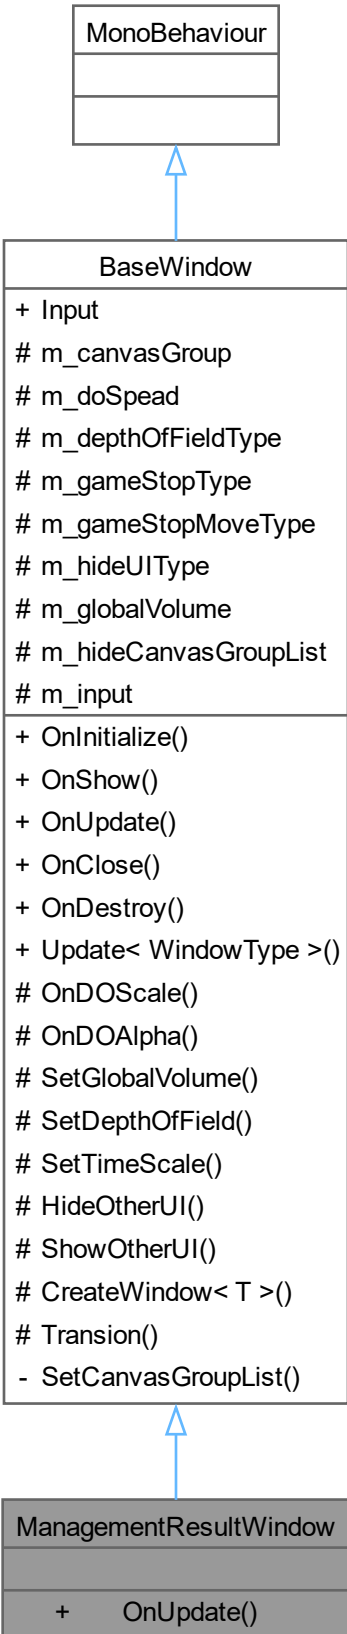 MonoBehaviour
BaseWindow
+ Input
# m_canvasGroup
# m_doSpead
# m_depthOfFieldType
# m_gameStopType
# m_gameStopMoveType
# m_hideUIType
# m_globalVolume
# m_hideCanvasGroupList
# m_input
+ OnInitialize()
+ OnShow()
+ OnUpdate()
+ OnClose()
+ OnDestroy()
+ Update< WindowType >()
# OnDOScale()
# OnDOAlpha()
# SetGlobalVolume()
# SetDepthOfField()
# SetTimeScale()
# HideOtherUI()
# ShowOtherUI()
# CreateWindow< T >()
# Transion()
- SetCanvasGroupList()
ManagementResultWindow
+ OnUpdate()